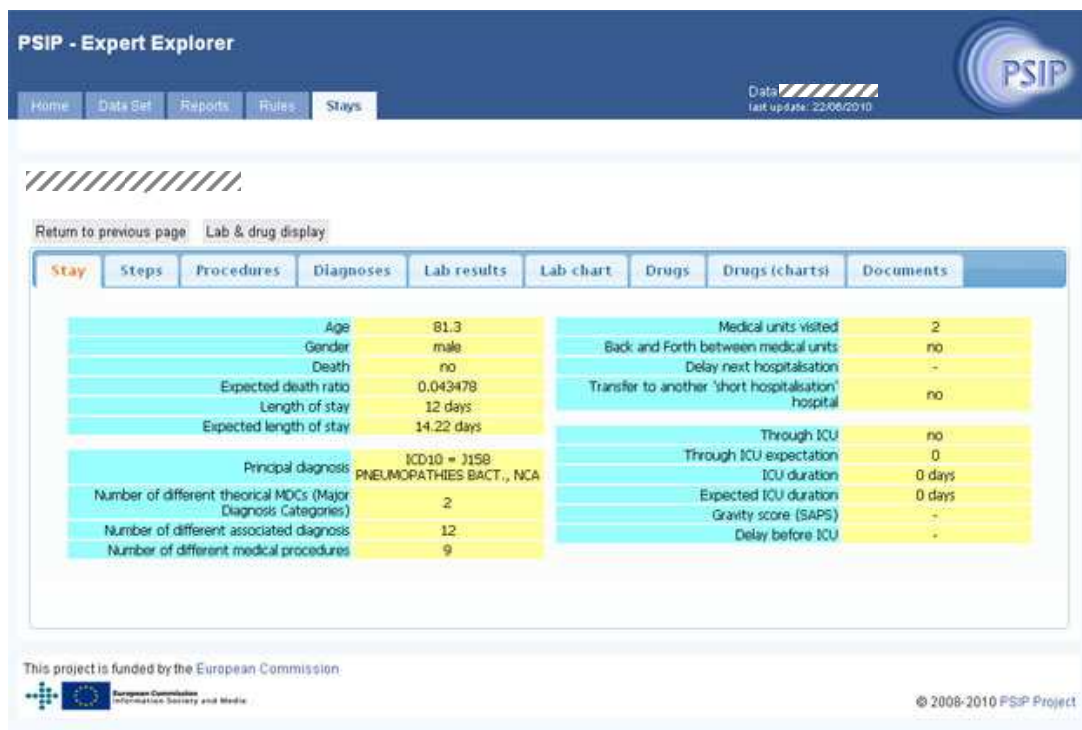 PSIP - Expert Explorer
PSIP
Home Data Set Reports Rules Stays
Data
last update: 22/06/2010
Return to previous page Lab & drug display
Stay Steps Procedures Diagnoses Lab results Lab chart Drugs Drugs (charts) Documents
Age 81.3
Gender male
Death no
Expected death ratio 0.043478
Length of stay 12 days
Expected length of stay 14.22 days
Principal diagnosis ICD10 = J158
PNEUMOPATHIES BACT., NCA
Number of different theorical MDCs (Major
Diagnosis Categories) 2
Number of different associated diagnosis 12
Number of different medical procedures 9
Medical units visited 2
Back and Forth between medical units no
Delay next hospitalisation -
Transfer to another 'short hospitalisation'
hospital no
Through ICU no
Through ICU expectation 0
ICU duration 0 days
Expected ICU duration 0 days
Gravity score (SAPS) -
Delay before ICU -
This project is funded by the European Commission
European Commission
Information Society and Media
© 2008-2010 PSIP Project